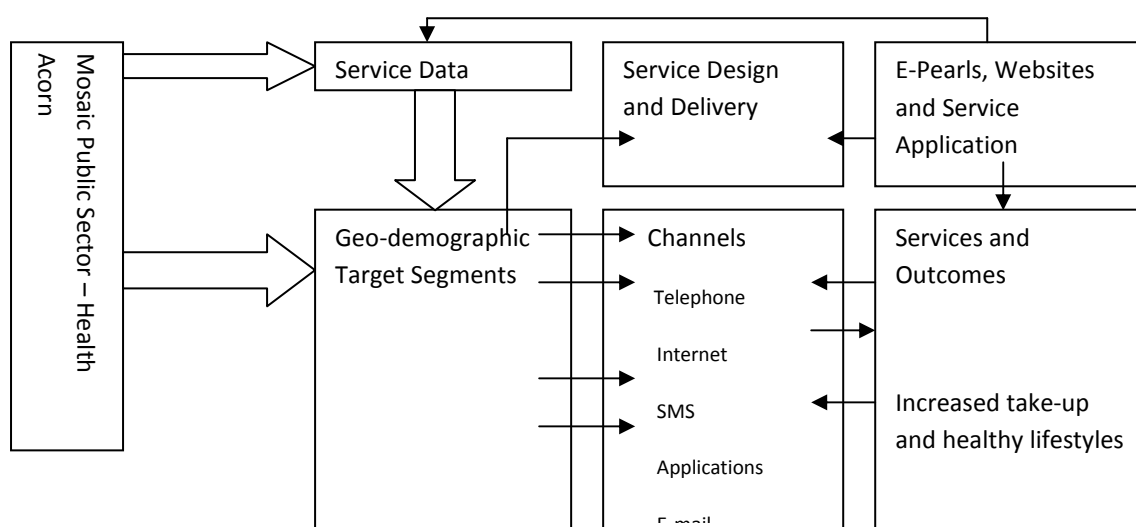 Mosaic Public Sector – Health
Acorn
Service Data
Service Design
and Delivery
E-Pearls, Websites
and Service
Application
Geo-demographic
Target Segments
Channels
Telephone
Internet
SMS
Applications
E-mail
Services and
Outcomes
Increased take-up
and healthy lifestyles